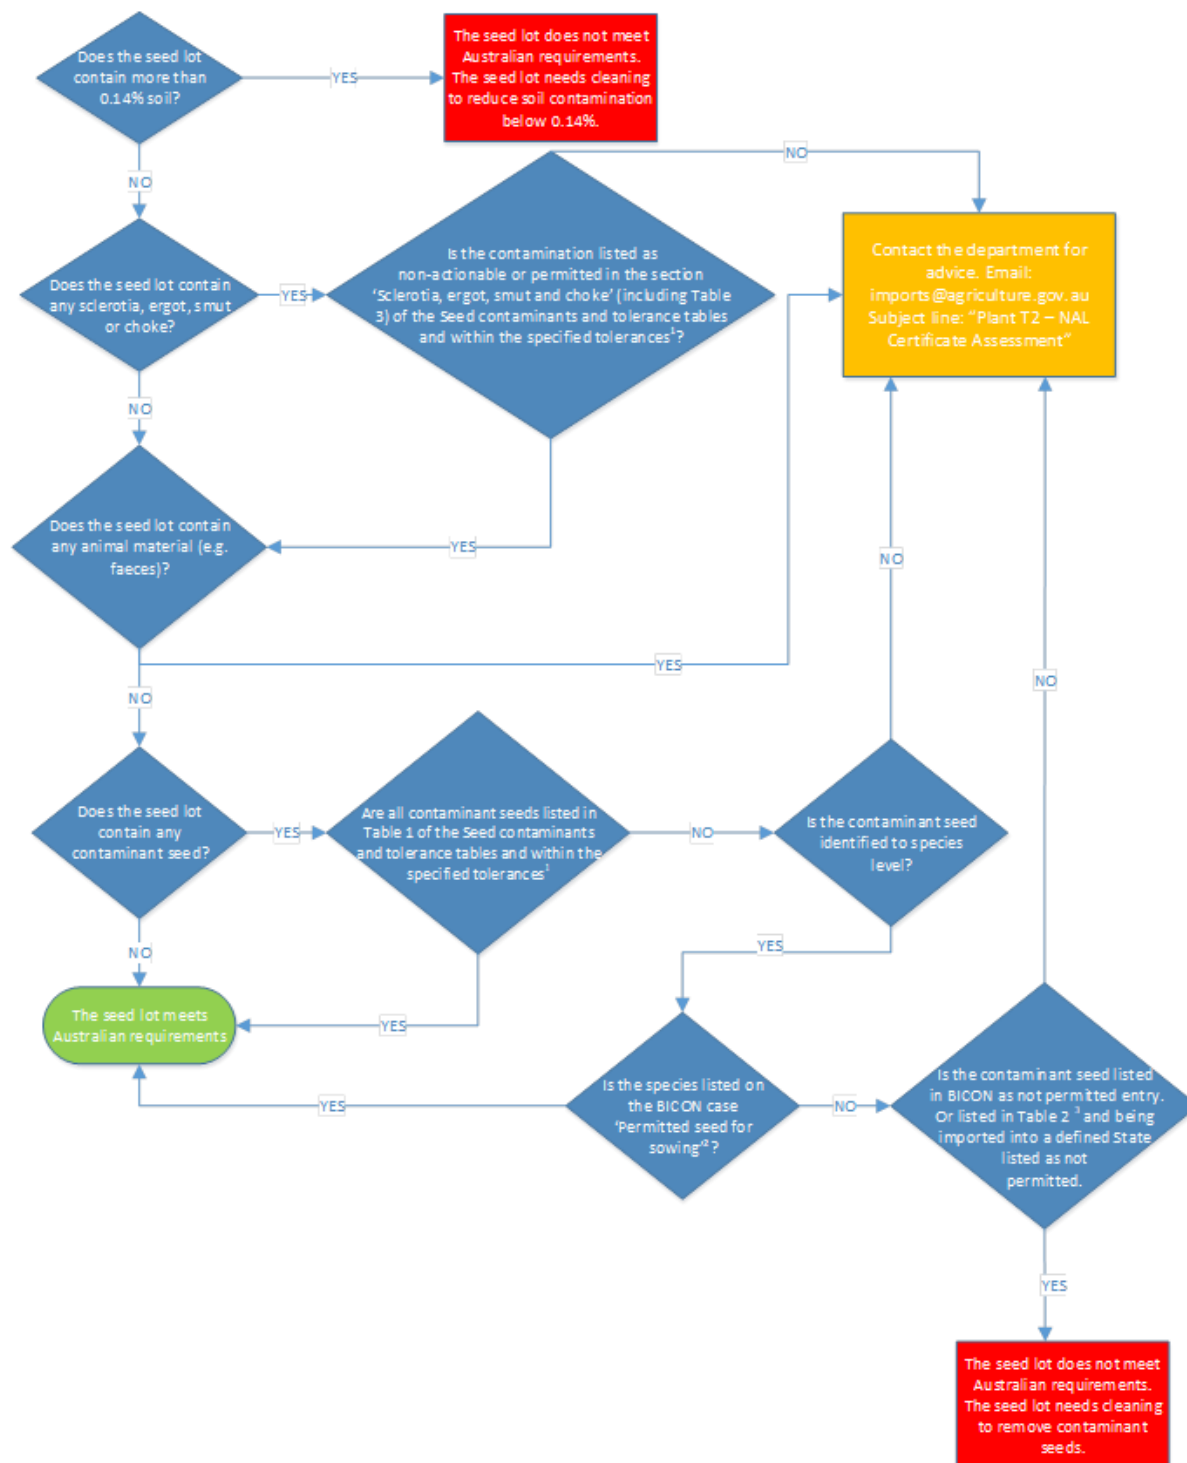 Does the seed lot
contain more than
0.14% soil?
YES
The seed lot does not meet
Australian requirements.
The seed lot needs cleaning
to reduce soil contamination
below 0.14%.
NO
NO
Does the seed lot contain
any sclerotia, ergot, smut
or choke?
YES
Is the contamination listed as
non-actionable or permitted in the section
‘Sclerotia, ergot, smut and choke’ (including Table
3) of the Seed contaminants and tolerance tables
and within the specified tolerances¹?
Contact the department for
advice. Email:
imports@agriculture.gov.au
Subject line: “Plant T2 – NAL
Certificate Assessment”
NO
Does the seed lot contain
any animal material (e.g.
faeces)?
YES
NO
YES
NO
NO
Does the seed lot
contain any
contaminant seed?
YES
Are all contaminant seeds listed in
Table 1 of the Seed contaminants
and tolerance tables and within the
specified tolerances¹
NO
Is the contaminant seed
identified to species
level?
NO
YES
The seed lot meets
Australian requirements
YES
Is the species listed on
the BICON case
‘Permitted seed for
sowing’²?
YES
NO
Is the contaminant seed listed
in BICON as not permitted entry.
Or listed in Table 2 ³ and being
imported into a defined State
listed as not
permitted.
YES
The seed lot does not meet
Australian requirements.
The seed lot needs cleaning
to remove contaminant
seeds.